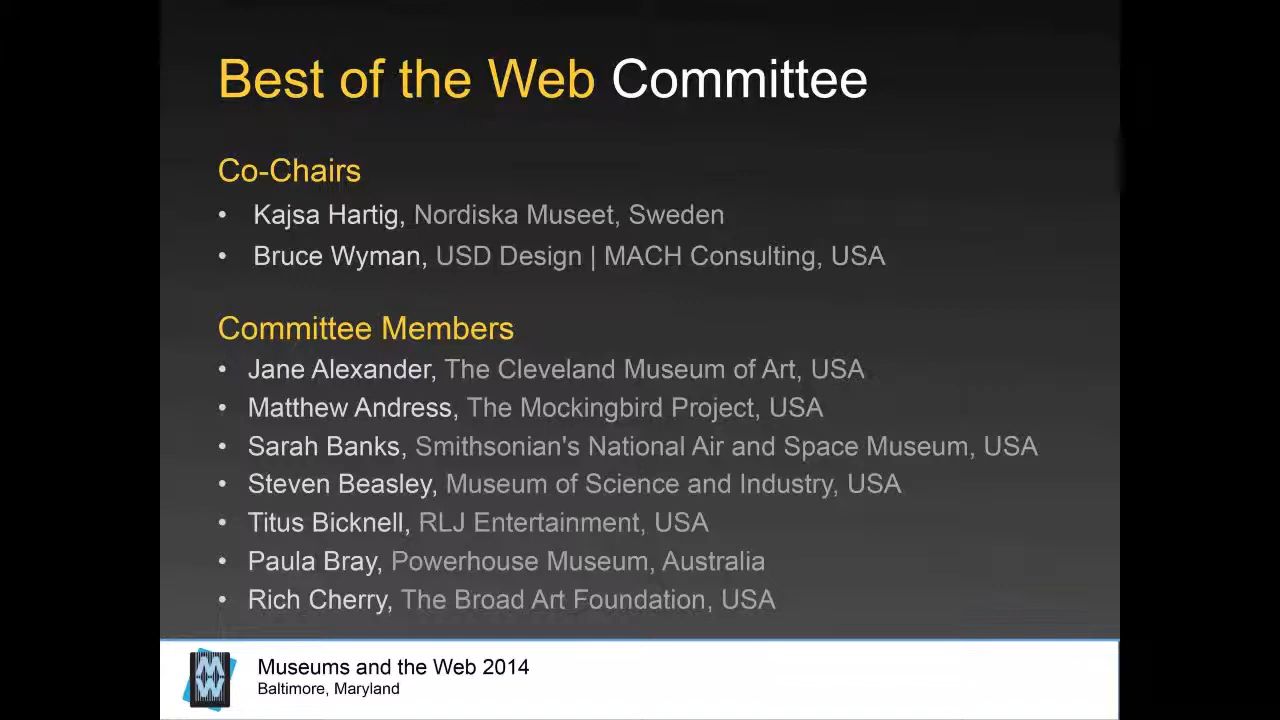 Best of the Web Committee
Co-Chairs
• Kajsa Hartig, Nordiska Museet, Sweden
• Bruce Wyman, USD Design | MACH Consulting, USA
Committee Members
• Jane Alexander, The Cleveland Museum of Art, USA
• Matthew Andress, The Mockingbird Project, USA
• Sarah Banks, Smithsonian's National Air and Space Museum, USA
• Steven Beasley, Museum of Science and Industry, USA
• Titus Bicknell, RLJ Entertainment, USA
• Paula Bray, Powerhouse Museum, Australia
• Rich Cherry, The Broad Art Foundation, USA
MW
Museums and the Web 2014
Baltimore, Maryland